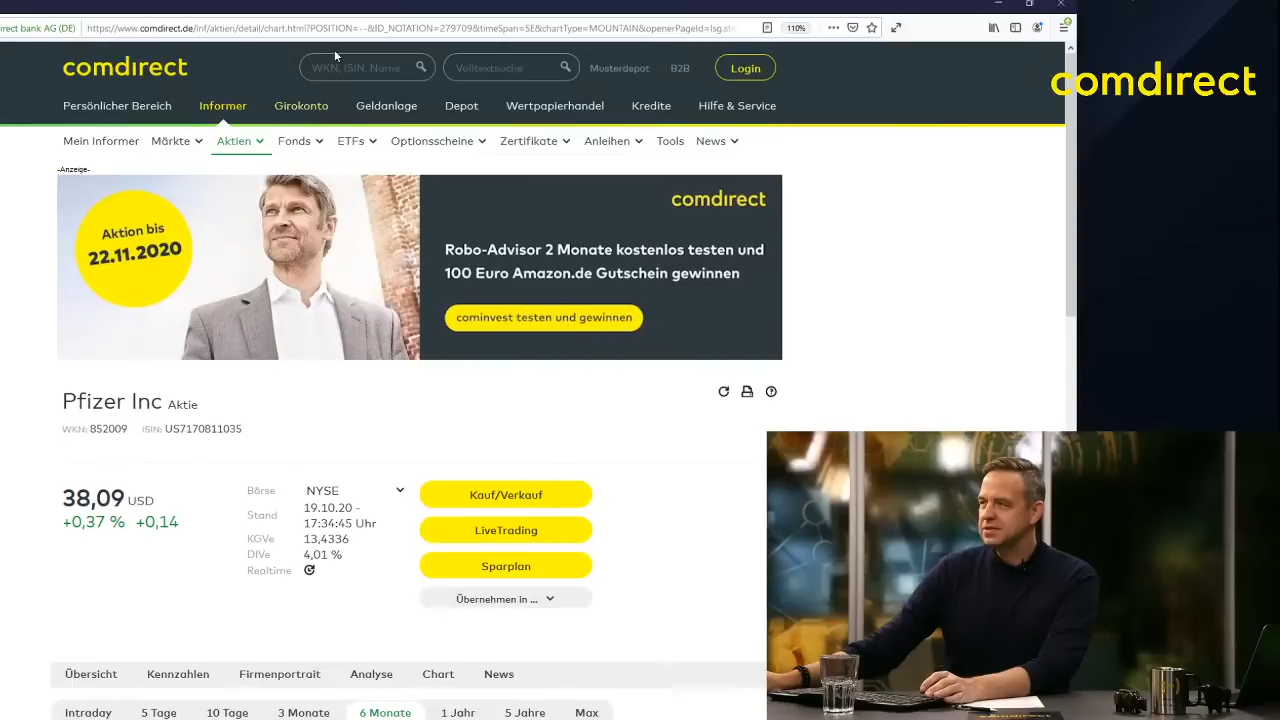 irect bank AG (DE)
https://www.comdirect.de/inf/aktien/detail/chart.html?POSITION=--&ID_NOTATION=279709&timeSpan=SE&chartType=MOUNTAIN&openerPageId=lsg.st
110%
comdirect
WKN, ISIN, Name
Volltextsuche
Musterdepot
B2B
Login
comdirect
Persönlicher Bereich
Informer
Girokonto
Geldanlage
Depot
Wertpapierhandel
Kredite
Hilfe & Service
Mein Informer
Märkte
Aktien
Fonds
ETFs
Optionsscheine
Zertifikate
Anleihen
Tools
News
-Anzeige-
Aktion bis
22.11.2020
comdirect
Robo-Advisor 2 Monate kostenlos testen und
100 Euro Amazon.de Gutschein gewinnen
cominvest testen und gewinnen
Pfizer Inc Aktie
WKN: 852009 ISIN: US7170811035
38,09 USD
+0,37 % +0,14
Börse NYSE
Stand 19.10.20 -
17:34:45 Uhr
KGVe 13,4336
DIVe 4,01 %
Realtime
Kauf/Verkauf
LiveTrading
Sparplan
Übernehmen in ...
Übersicht
Kennzahlen
Firmenportrait
Analyse
Chart
News
Intraday
5 Tage
10 Tage
3 Monate
6 Monate
1 Jahr
5 Jahre
Max